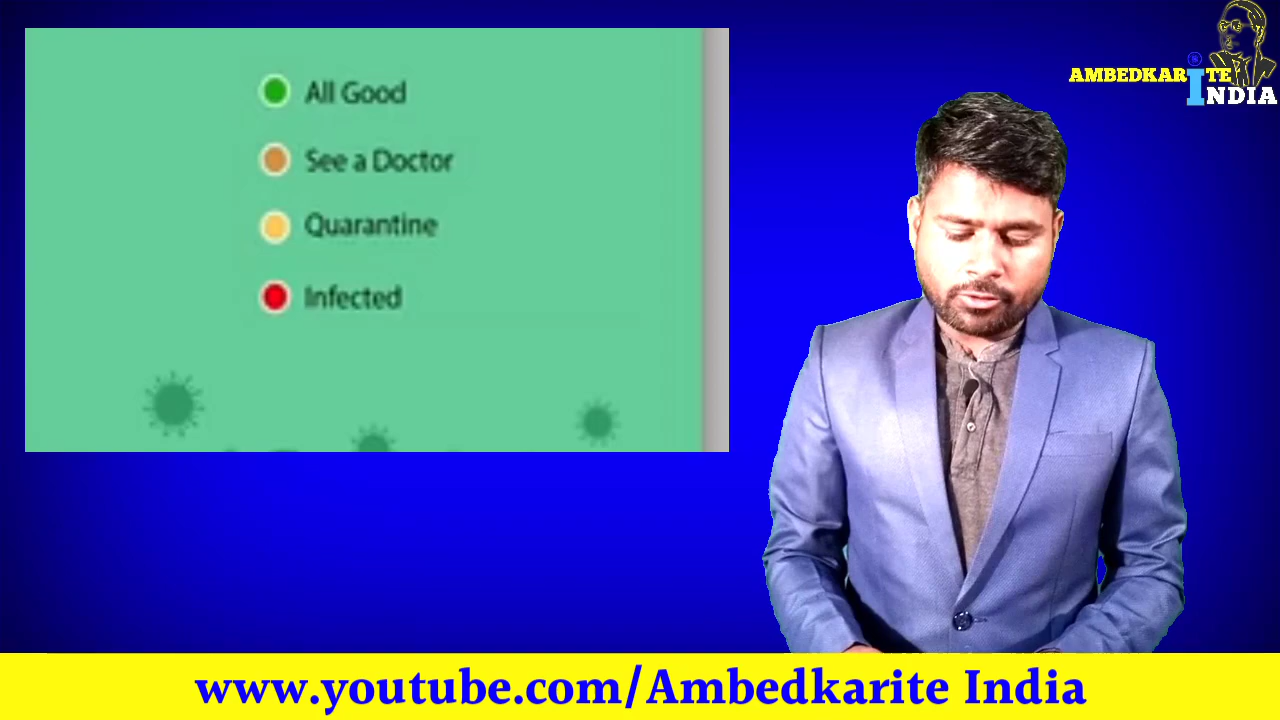 All Good
See a Doctor
Quarantine
Infected
AMBEDKARITE
INDIA
www.youtube.com/Ambedkarite India